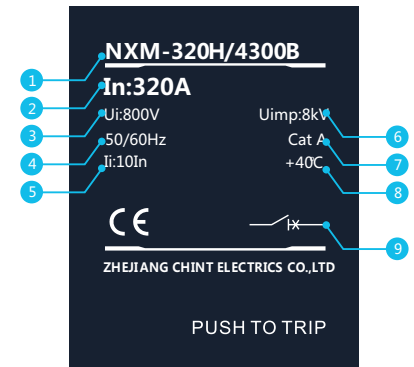 NXM-320H/4300B
1
In:320A
2
Ui:800V Uimp:8kV
3 6
50/60Hz Cat A
4 7
Ii:10In +40℃
5 8
CE
9
ZHEJIANG CHINT ELECTRICS CO.,LTD
PUSH TO TRIP